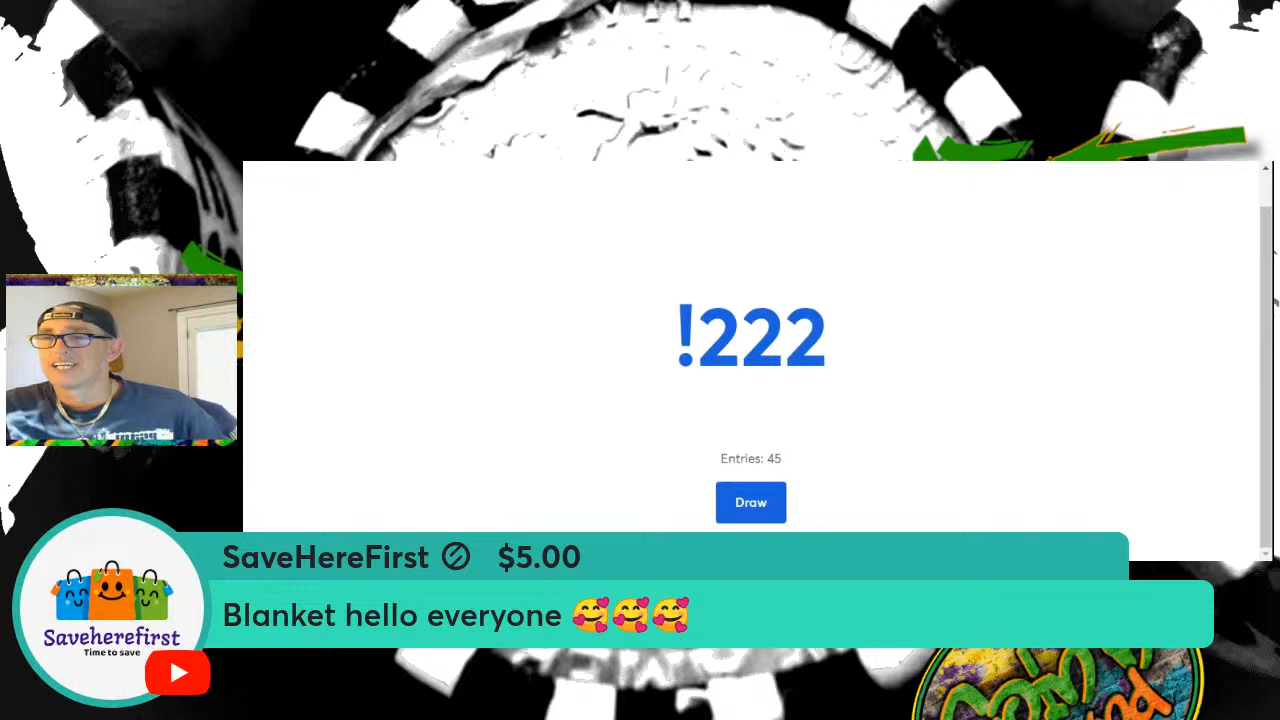 !222
Entries: 45
Draw
SaveHereFirst $5.00
Blanket hello everyone 🥰🥰🥰
Saveherefirst
Time to save